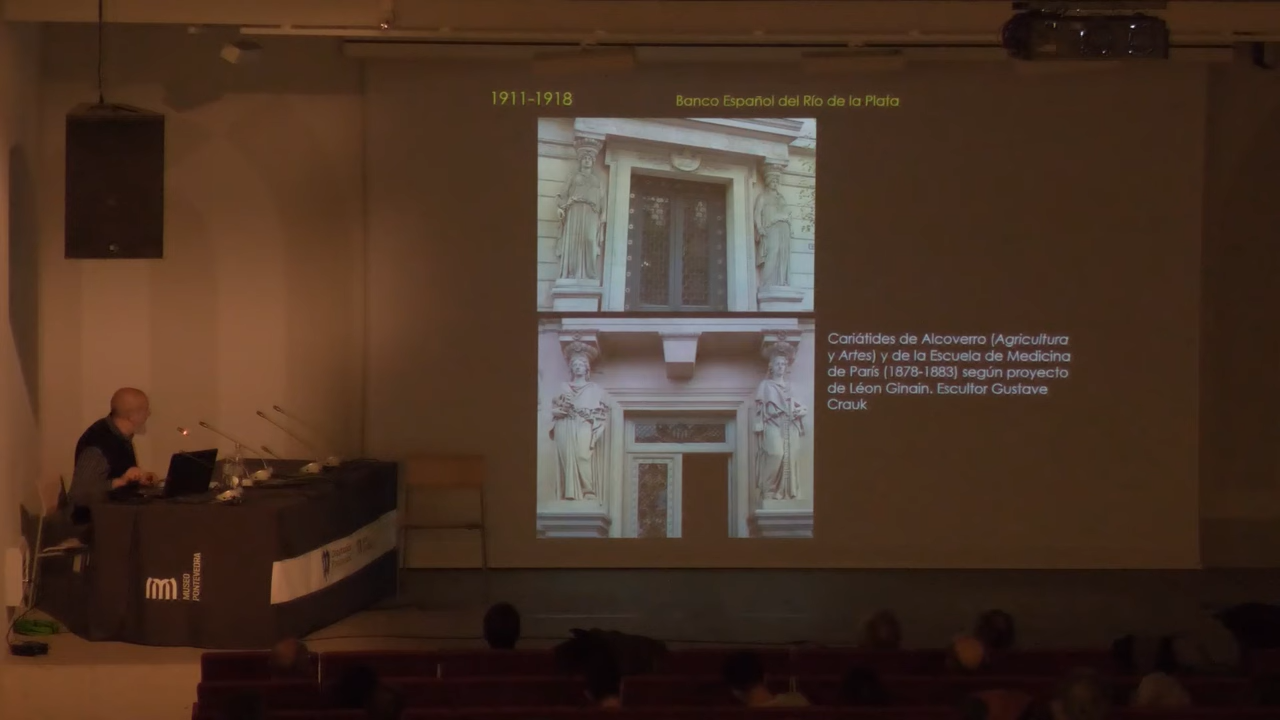 1911-1918
Banco Español del Río de la Plata
Cariátides de Alcoverro (Agricultura
y Artes) y de la Escuela de Medicina
de París (1878-1883) según proyecto
de Léon Ginain. Escultor Gustave
Crauk
MUSEO
PONTEVEDRA